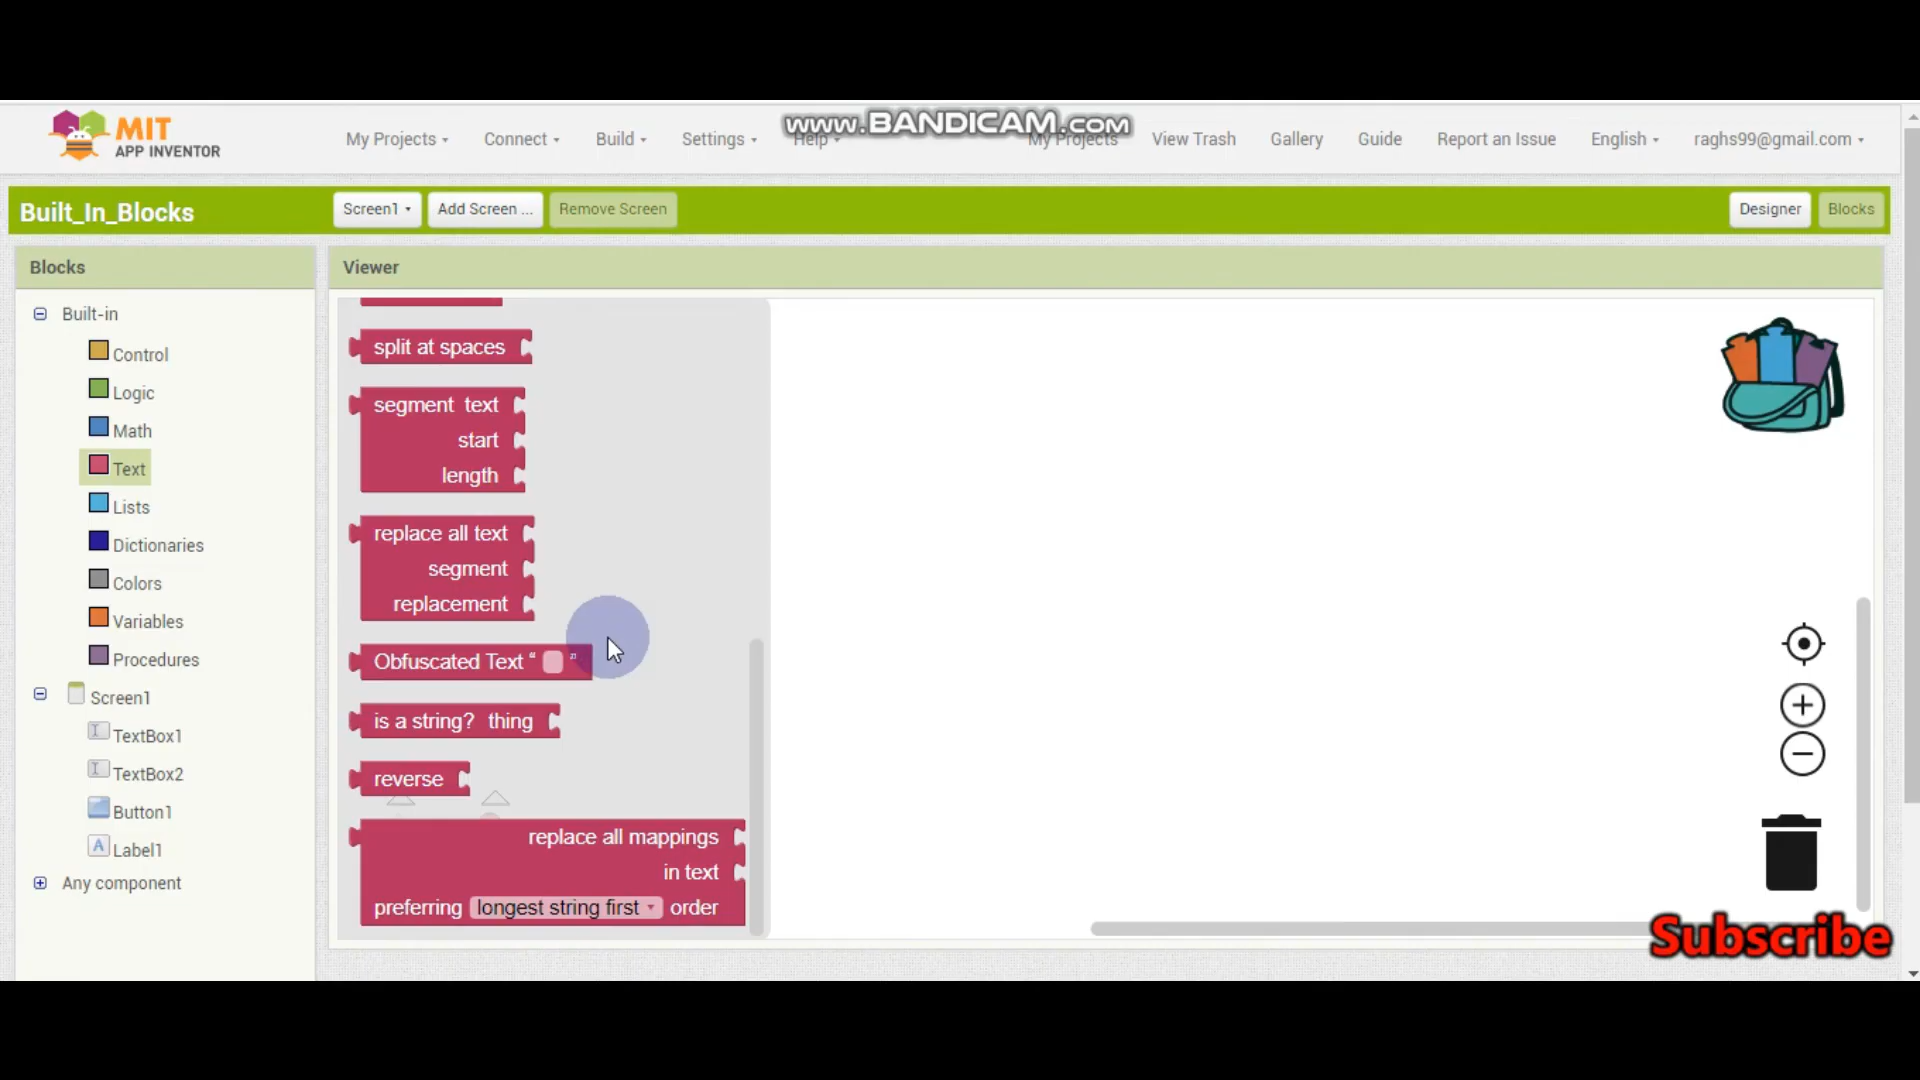 www.BANDICAM.com
MIT
APP INVENTOR
My Projects Connect Build Settings Help My Projects View Trash Gallery Guide Report an Issue English raghs99@gmail.com
Built_In_Blocks Screen1 Add Screen ... Remove Screen Designer Blocks
Blocks
Viewer
Built-in
Control
Logic
Math
Text
Lists
Dictionaries
Colors
Variables
Procedures
Screen1
TextBox1
TextBox2
Button1
A Label1
Any component
split at spaces
segment text
start
length
replace all text
segment
replacement
Obfuscated Text “ ”
is a string? thing
reverse
replace all mappings
in text
preferring longest string first order
Subscribe